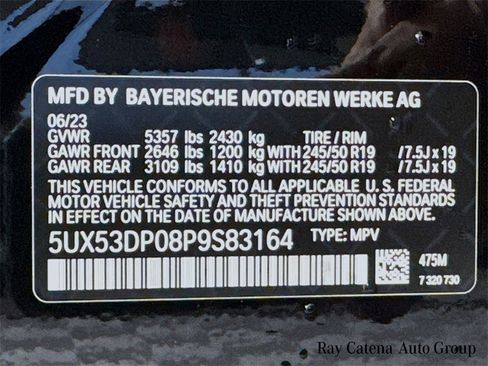 MFD BY BAYERISCHE MOTOREN WERKE AG
06/23
GVWR 5357 lbs 2430 kg TIRE / RIM
GAWR FRONT 2646 lbs 1200 kg WITH 245/50 R19 /7.5J x 19
GAWR REAR 3109 lbs 1410 kg WITH 245/50 R19 /7.5J x 19
THIS VEHICLE CONFORMS TO ALL APPLICABLE U. S. FEDERAL
MOTOR VEHICLE SAFETY AND THEFT PREVENTION STANDARDS
IN EFFECT ON THE DATE OF MANUFACTURE SHOWN ABOVE.
5UX53DP08P9S83164 TYPE: MPV
475M
7 320 730
Ray Catena Auto Group